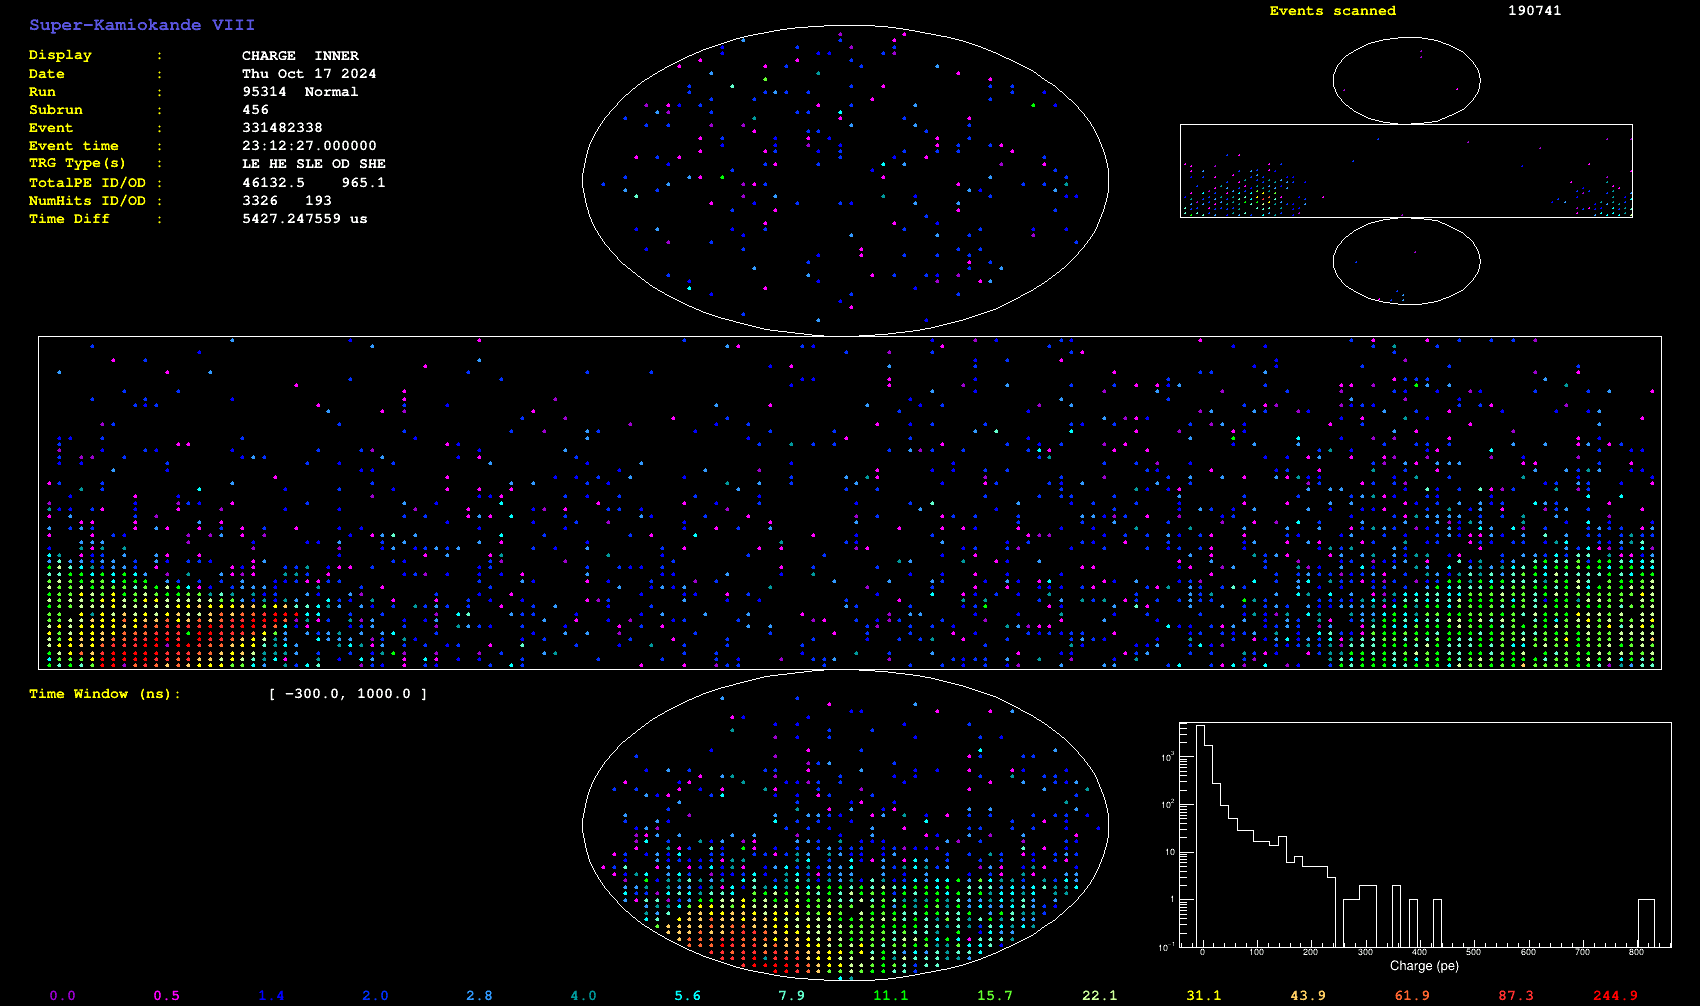 Super-Kamiokande VIII
Events scanned 190741
Display : CHARGE INNER
Date : Thu Oct 17 2024
Run : 95314 Normal
Subrun : 456
Event : 331482338
Event time : 23:12:27.000000
TRG Type(s) : LE HE SLE OD SHE
TotalPE ID/OD : 46132.5 965.1
NumHits ID/OD : 3326 193
Time Diff : 5427.247559 us
Time Window (ns): [ -300.0, 1000.0 ]
10³
10²
10
1
10⁻¹
0 100 200 300 400 500 600 700 800
Charge (pe)
0.0 0.5 1.4 2.0 2.8 4.0 5.6 7.9 11.1 15.7 22.1 31.1 43.9 61.9 87.3 244.9